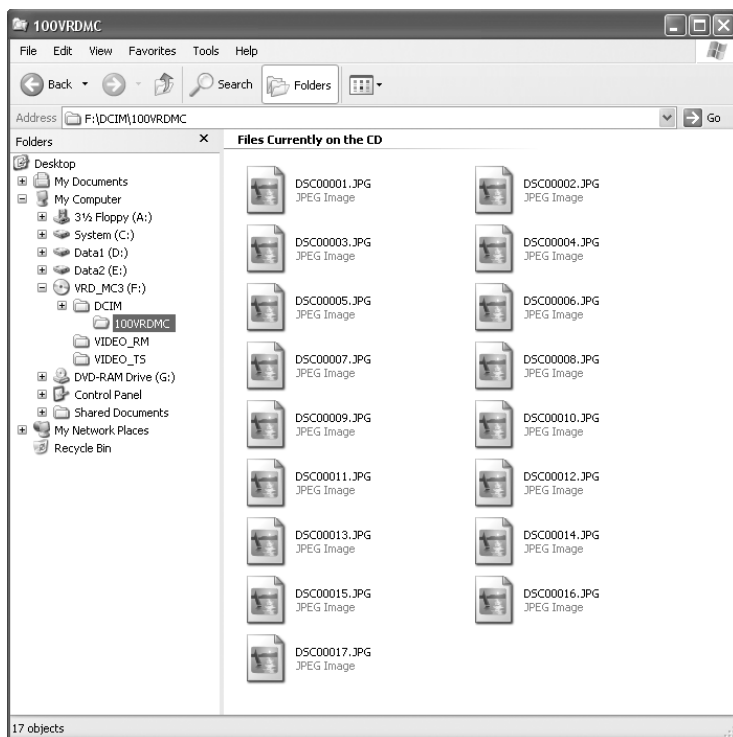 100VRDMC
File Edit View Favorites Tools Help
Back Search Folders
Address F:\DCIM\100VRDMC Go
Folders
Desktop
My Documents
My Computer
3½ Floppy (A:)
System (C:)
Data1 (D:)
Data2 (E:)
VRD_MC3 (F:)
DCIM
100VRDMC
VIDEO_RM
VIDEO_TS
DVD-RAM Drive (G:)
Control Panel
Shared Documents
My Network Places
Recycle Bin
Files Currently on the CD
DSC00001.JPG DSC00002.JPG
JPEG Image JPEG Image
DSC00003.JPG DSC00004.JPG
JPEG Image JPEG Image
DSC00005.JPG DSC00006.JPG
JPEG Image JPEG Image
DSC00007.JPG DSC00008.JPG
JPEG Image JPEG Image
DSC00009.JPG DSC00010.JPG
JPEG Image JPEG Image
DSC00011.JPG DSC00012.JPG
JPEG Image JPEG Image
DSC00013.JPG DSC00014.JPG
JPEG Image JPEG Image
DSC00015.JPG DSC00016.JPG
JPEG Image JPEG Image
DSC00017.JPG
JPEG Image
17 objects